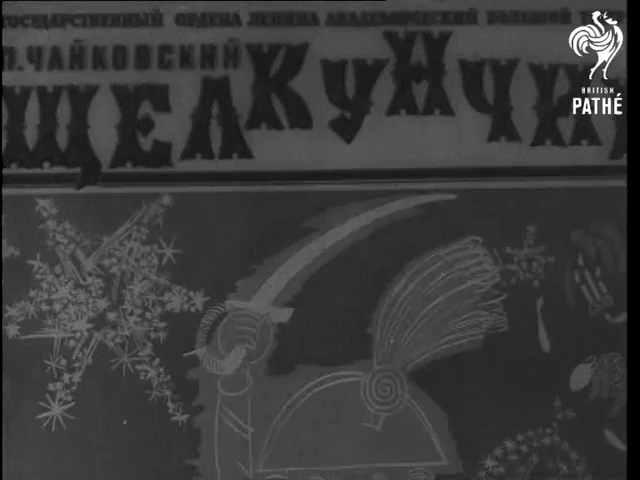 ГОСУДАРСТВЕННЫЙ ОРДЕНА ЛЕНИНА АКАДЕМИЧЕСКИЙ БОЛЬШОЙ
П.ЧАЙКОВСКИЙ
ЩЕЛКУНЧИ
BRITISH
PATHÉ